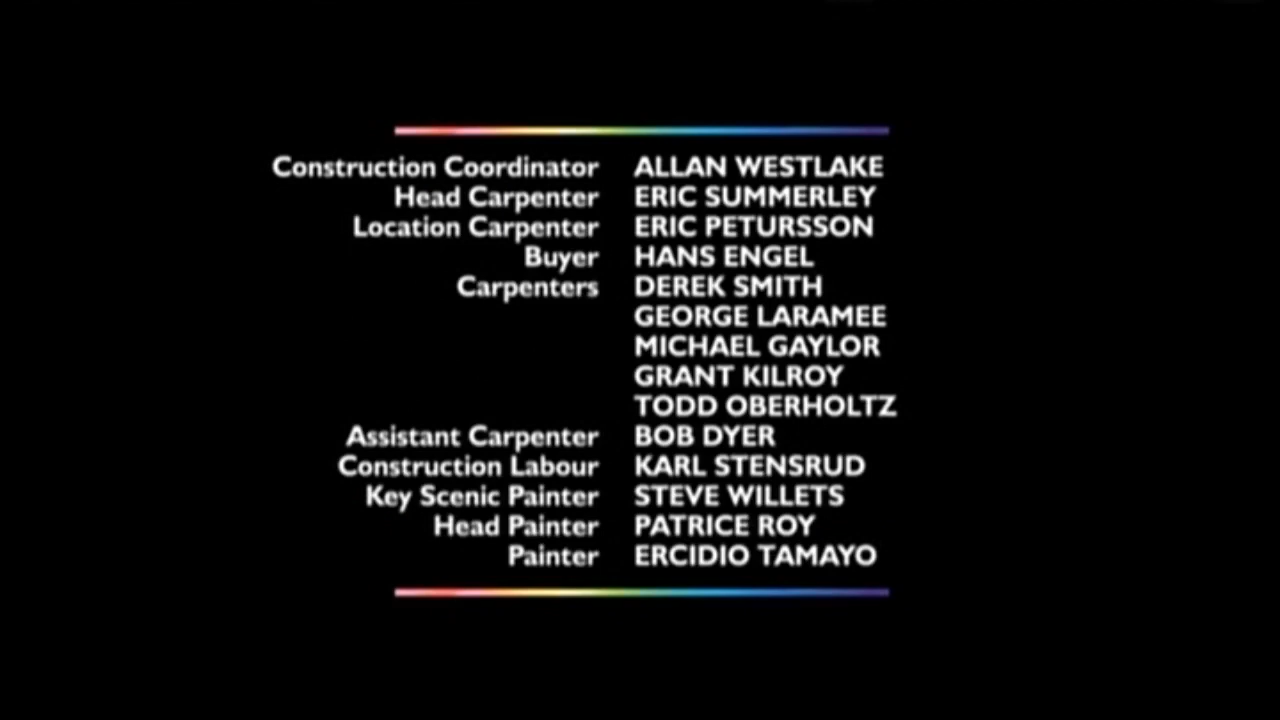 Construction Coordinator ALLAN WESTLAKE
Head Carpenter ERIC SUMMERLEY
Location Carpenter ERIC PETURSSON
Buyer HANS ENGEL
Carpenters DEREK SMITH
GEORGE LARAMEE
MICHAEL GAYLOR
GRANT KILROY
TODD OBERHOLTZ
Assistant Carpenter BOB DYER
Construction Labour KARL STENSRUD
Key Scenic Painter STEVE WILLETS
Head Painter PATRICE ROY
Painter ERCIDIO TAMAYO